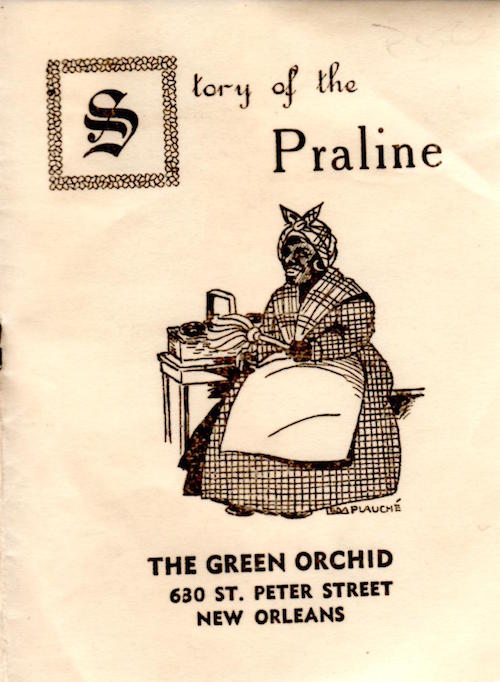 Story of the
Praline
PLAUCHÉ
THE GREEN ORCHID
630 ST. PETER STREET
NEW ORLEANS